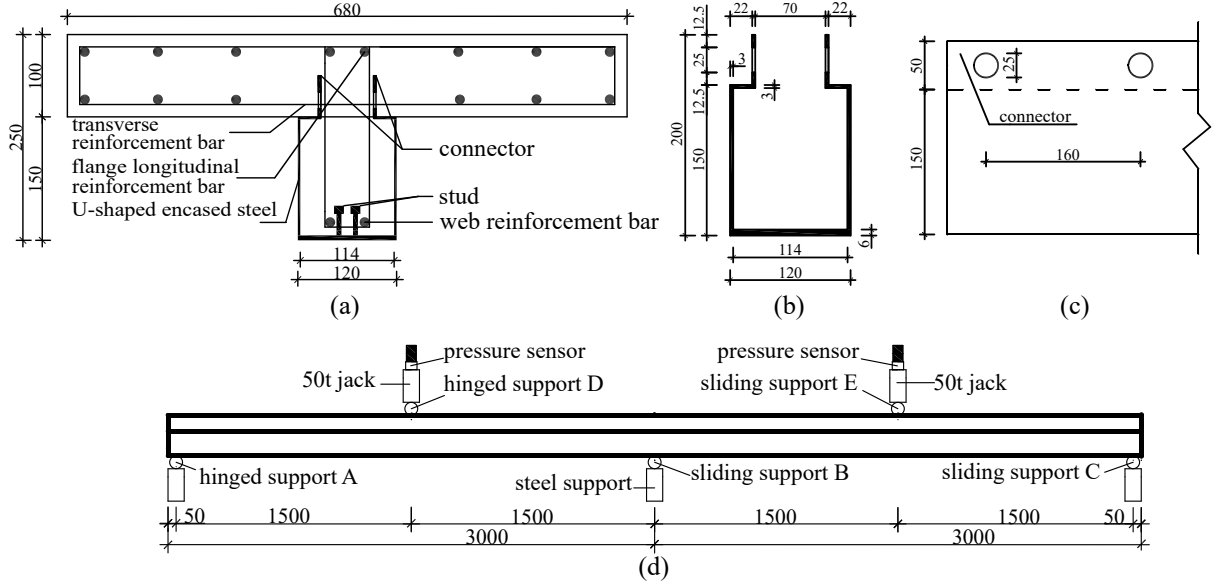 680
250
100
150
transverse
reinforcement bar
flange longitudinal
reinforcement bar
U-shaped encased steel
connector
stud
web reinforcement bar
114
120
(a)
22
70
22
12.5
25
12.5
200
150
3
3
6
114
120
(b)
50
150
25
connector
160
(c)
pressure sensor
50t jack
hinged support D
pressure sensor
sliding support E
50t jack
hinged support A
steel support
sliding support B
sliding support C
50
1500
1500
1500
1500
50
3000
3000
(d)